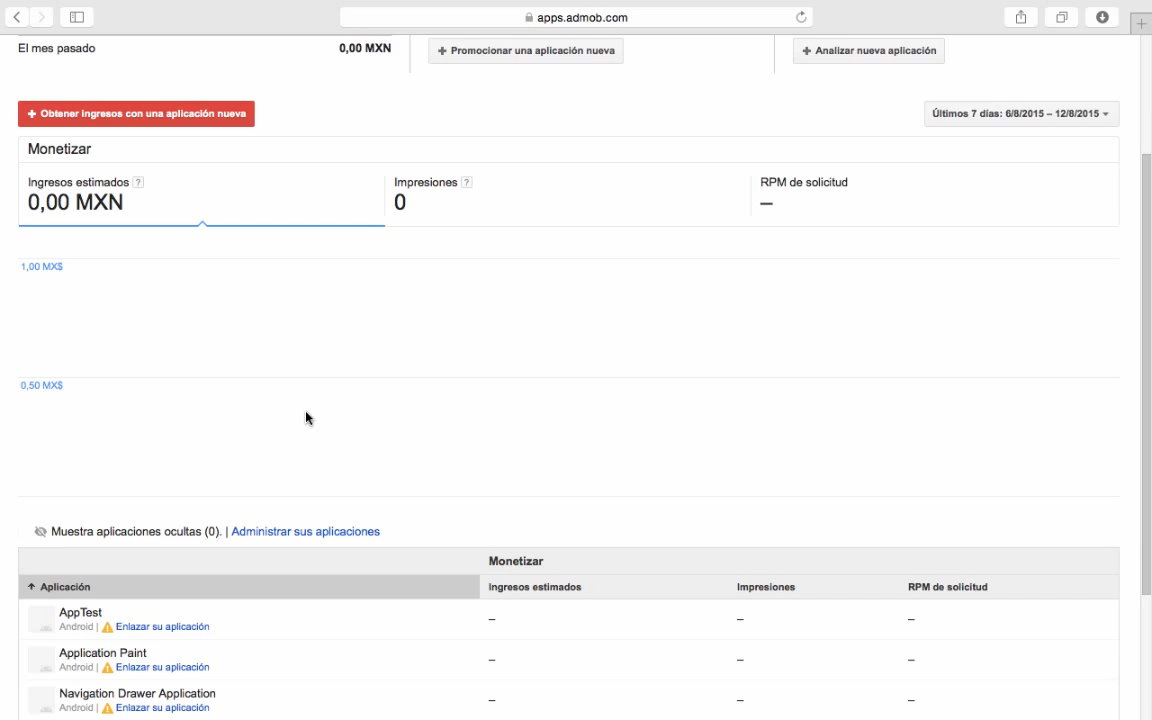 apps.admob.com
El mes pasado 0,00 MXN + Promocionar una aplicación nueva + Analizar nueva aplicación
+ Obtener ingresos con una aplicación nueva Últimos 7 días: 6/8/2015 – 12/8/2015
Monetizar
Ingresos estimados ? Impresiones ? RPM de solicitud
0,00 MXN 0 –
1,00 MX$
0,50 MX$
Muestra aplicaciones ocultas (0). | Administrar sus aplicaciones
Monetizar
Aplicación Ingresos estimados Impresiones RPM de solicitud
AppTest
Android | Enlazar su aplicación – – –
Application Paint
Android | Enlazar su aplicación – – –
Navigation Drawer Application
Android | Enlazar su aplicación – – –